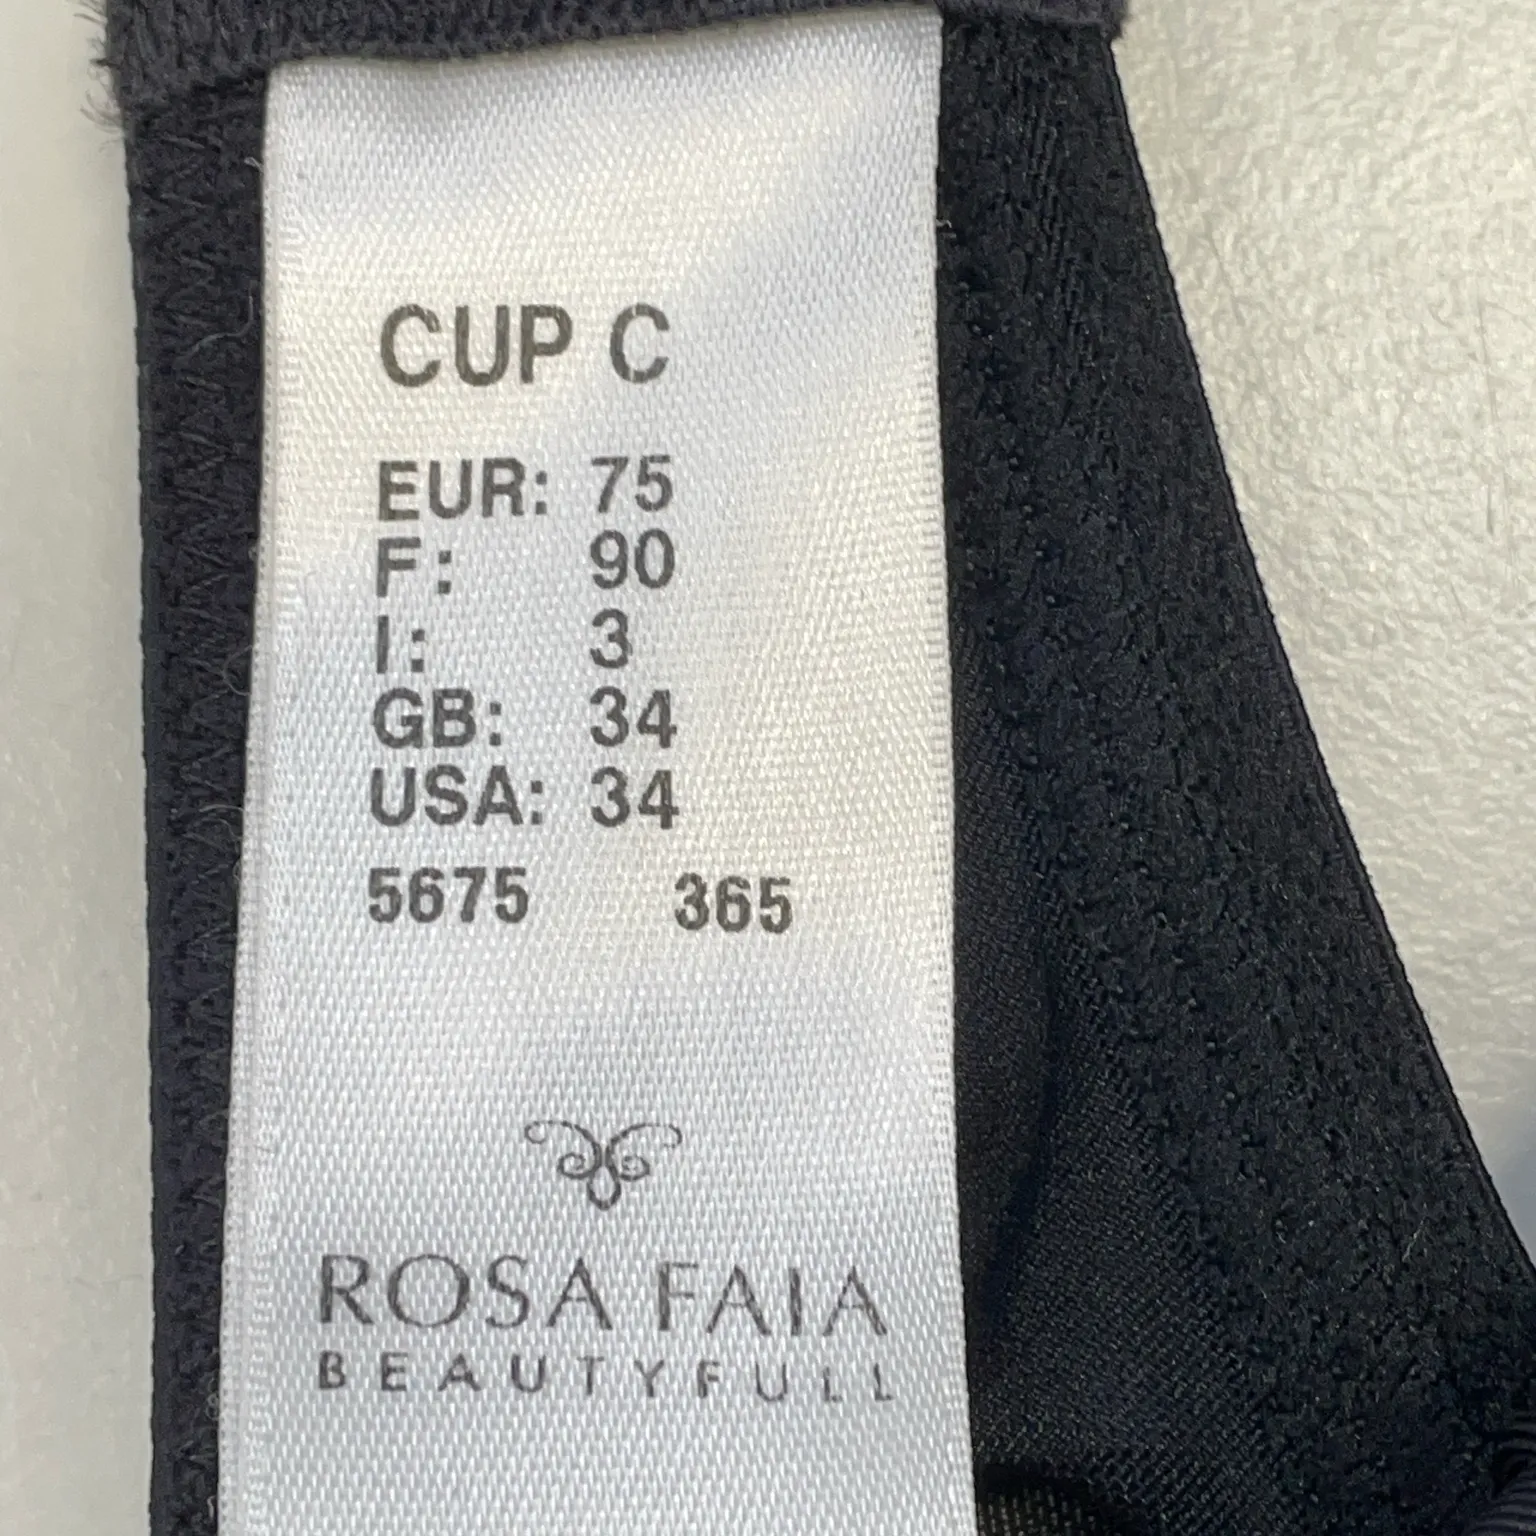 CUP C
EUR: 75
F: 90
I: 3
GB: 34
USA: 34
5675 365
ROSA FAIA
BEAUTYFULL